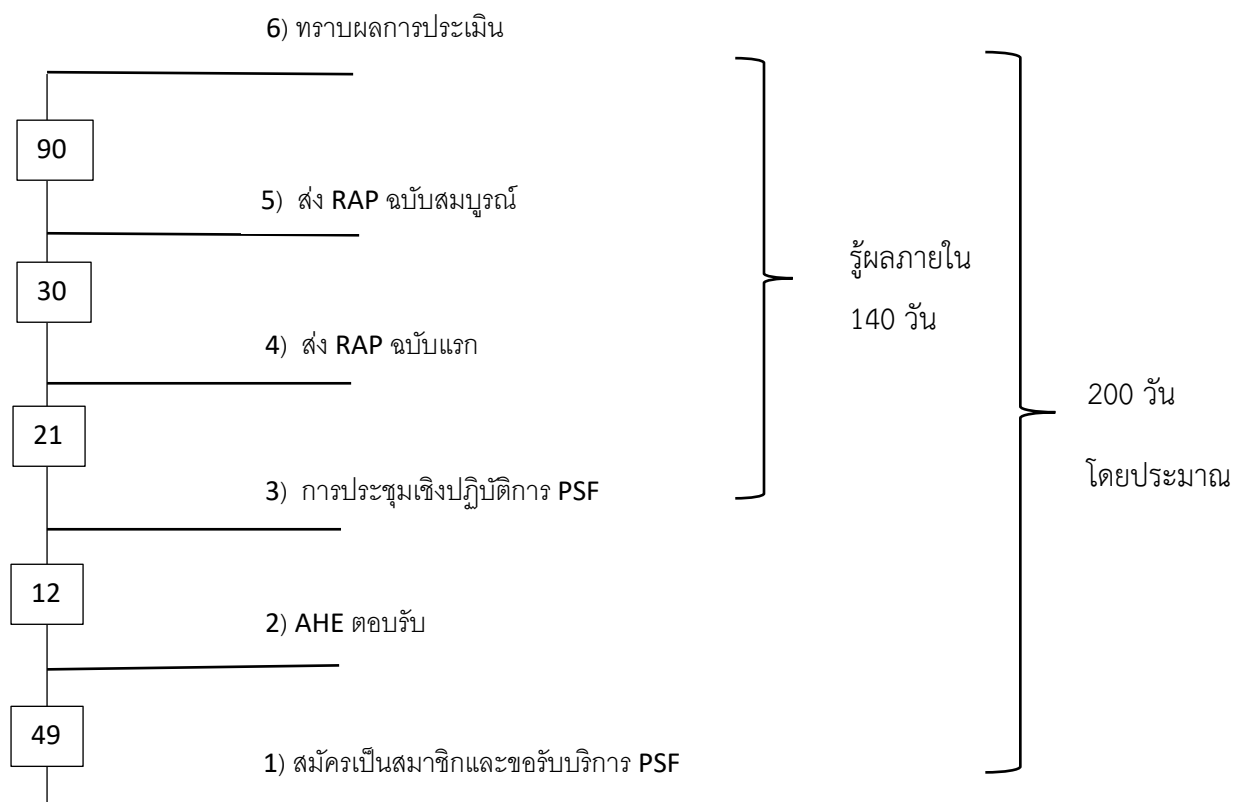 6) ทราบผลการประเมิน
90
5) ส่ง RAP ฉบับสมบูรณ์
30
4) ส่ง RAP ฉบับแรก
21
3) การประชุมเชิงปฏิบัติการ PSF
12
2) AHE ตอบรับ
49
1) สมัครเป็นสมาชิกและขอรับบริการ PSF
รู้ผลภายใน
140 วัน
200 วัน
โดยประมาณ